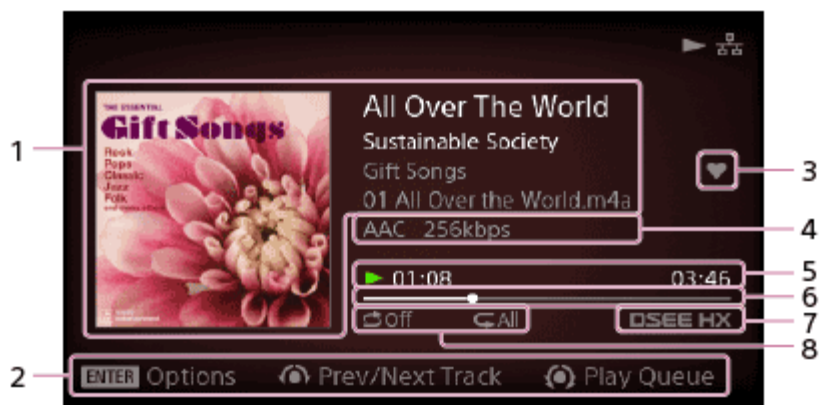 THE ESSENTIAL
Gift Songs
Rock
Pops
Classic
Jazz
Folk
All Over The World
Sustainable Society
Gift Songs
01 All Over the World.m4a
AAC 256kbps
01:08 03:46
Off All DSEE HX
ENTER Options Prev/Next Track Play Queue
1
2
3
4
5
6
7
8